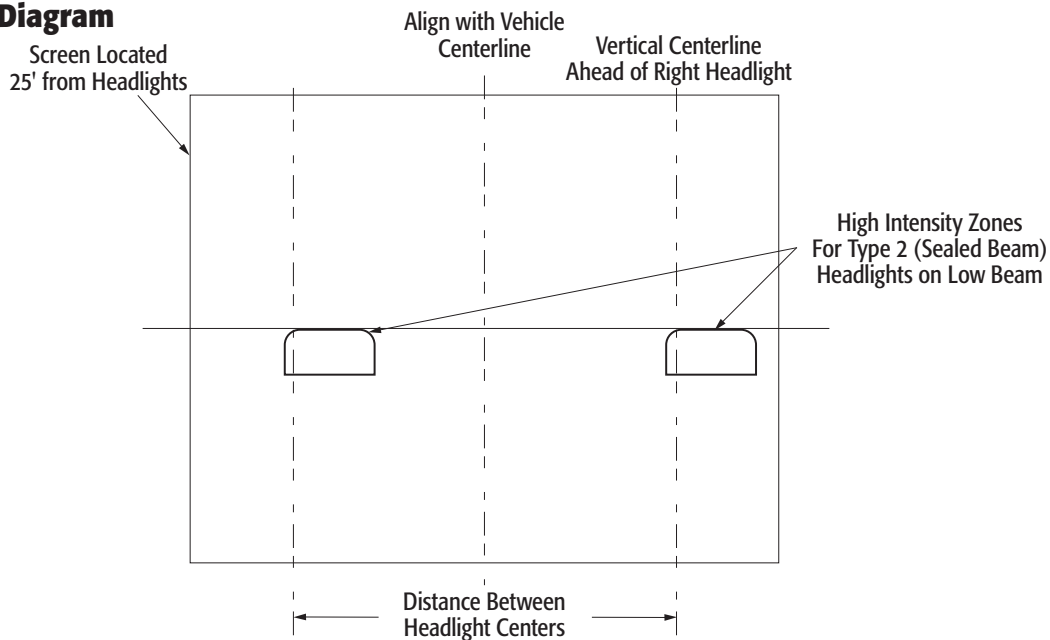 Diagram
Screen Located
25' from Headlights
Align with Vehicle
Centerline
Vertical Centerline
Ahead of Right Headlight
High Intensity Zones
For Type 2 (Sealed Beam)
Headlights on Low Beam
Distance Between
Headlight Centers